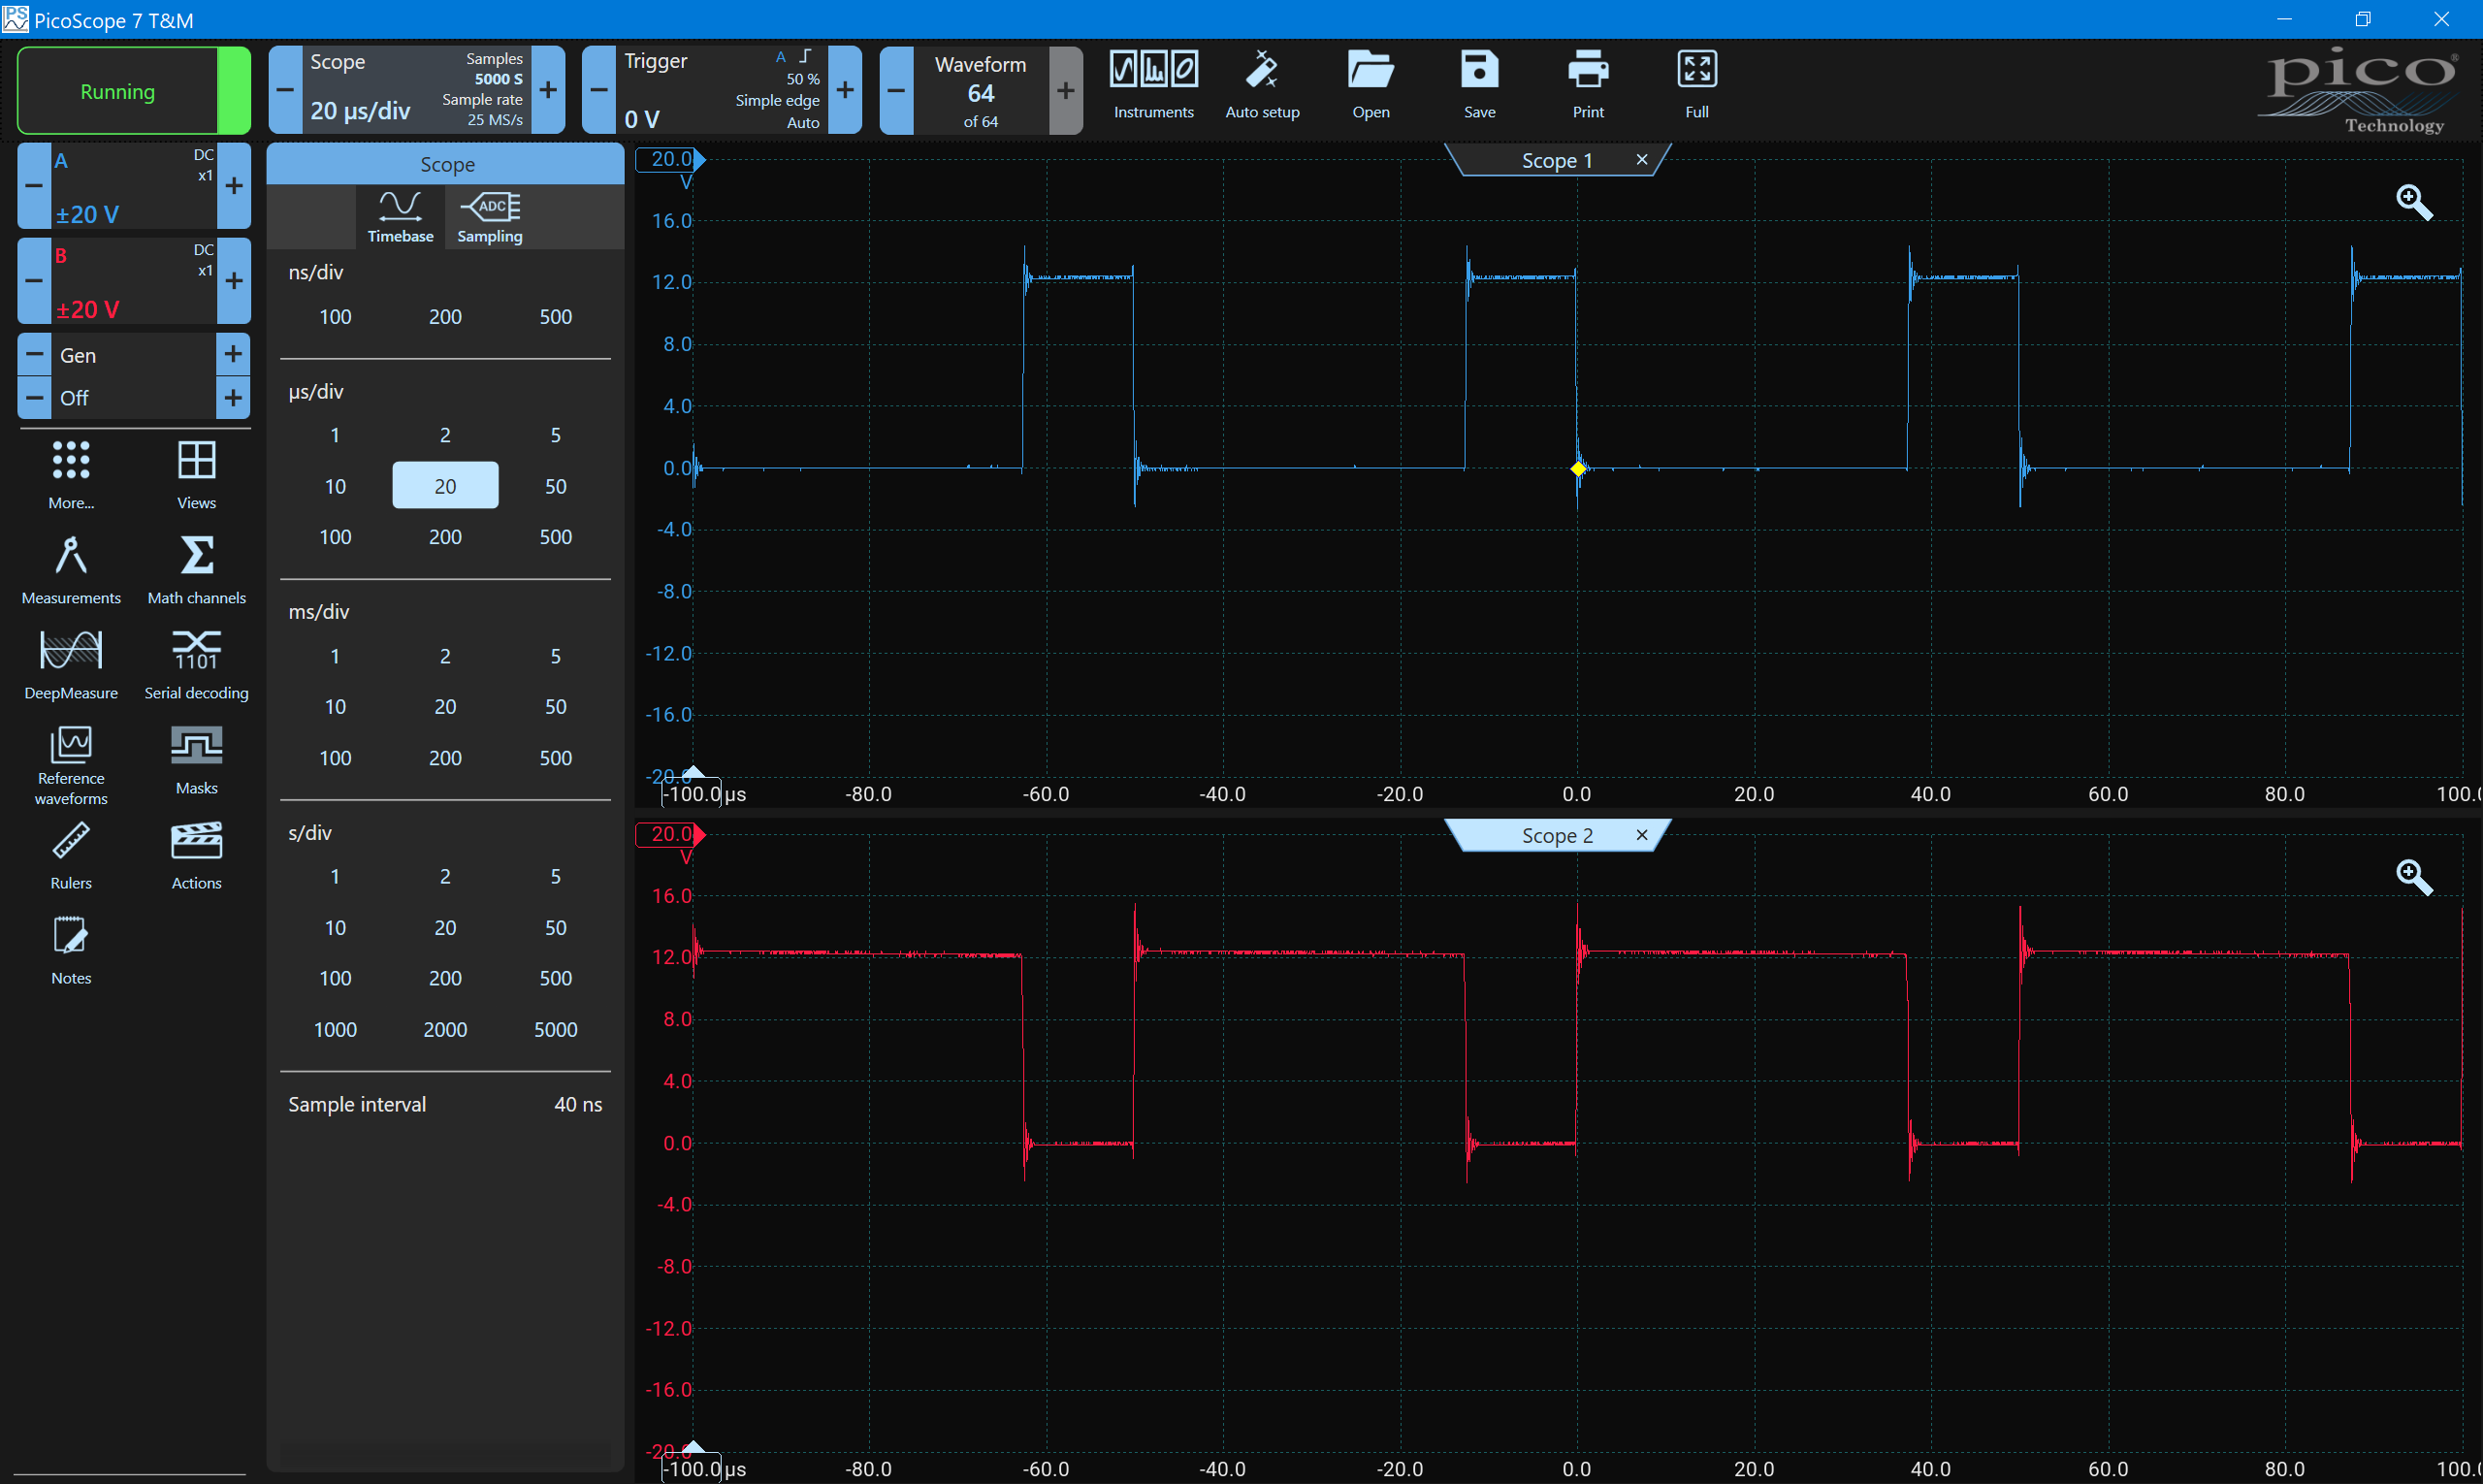 PicoScope 7 T&M
Running
Scope
20 µs/div
Samples
5000 S
Sample rate
25 MS/s
Trigger
0 V
A
50 %
Simple edge
Auto
Waveform
64
of 64
Instruments
Auto setup
Open
Save
Print
Full
pico
Technology
A
DC
x1
±20 V
B
DC
x1
±20 V
Gen
Off
More...
Views
Measurements
Math channels
DeepMeasure
1101
Serial decoding
Reference
waveforms
Masks
Rulers
Actions
Notes
Scope
ADC
Timebase
Sampling
ns/div
100 200 500
µs/div
1 2 5
10 20 50
100 200 500
ms/div
1 2 5
10 20 50
100 200 500
s/div
1 2 5
10 20 50
100 200 500
1000 2000 5000
Sample interval 40 ns
Scope 1
20.0
V
16.0
12.0
8.0
4.0
0.0
-4.0
-8.0
-12.0
-16.0
-20.0
-100.0 µs -80.0 -60.0 -40.0 -20.0 0.0 20.0 40.0 60.0 80.0 100.0
Scope 2
20.0
V
16.0
12.0
8.0
4.0
0.0
-4.0
-8.0
-12.0
-16.0
-20.0
-100.0 µs -80.0 -60.0 -40.0 -20.0 0.0 20.0 40.0 60.0 80.0 100.0